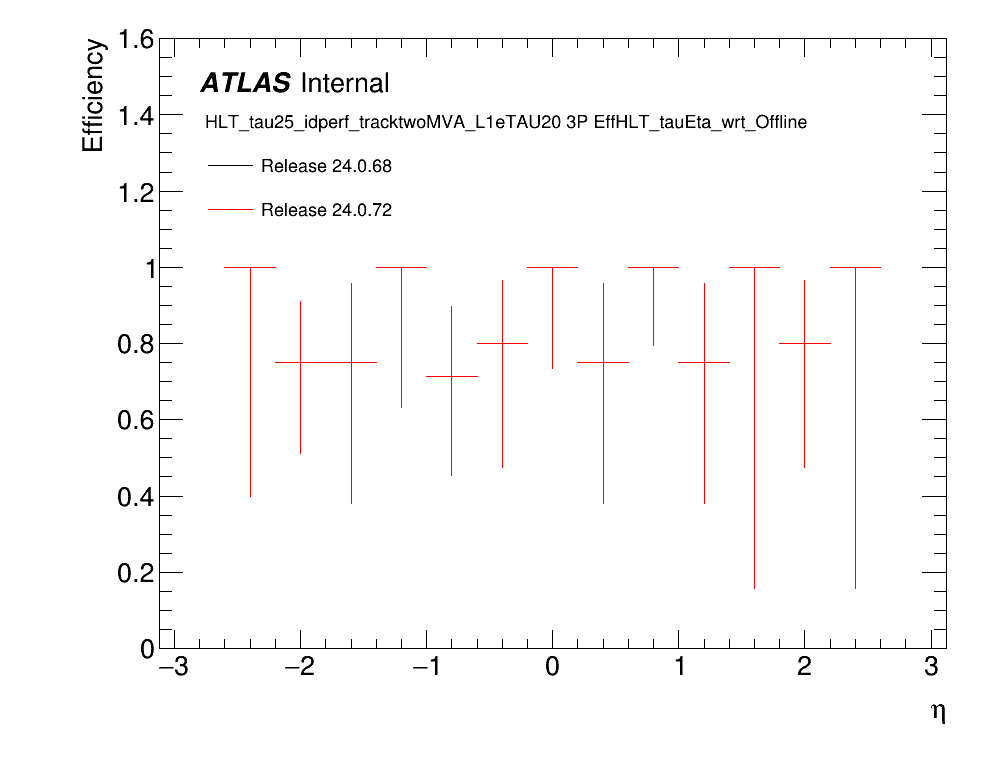 Efficiency
1.6
1.4
1.2
1
0.8
0.6
0.4
0.2
0
ATLAS Internal
HLT_tau25_idperf_tracktwoMVA_L1eTAU20 3P EffHLT_tauEta_wrt_Offline
Release 24.0.68
Release 24.0.72
−3 −2 −1 0 1 2 3
η